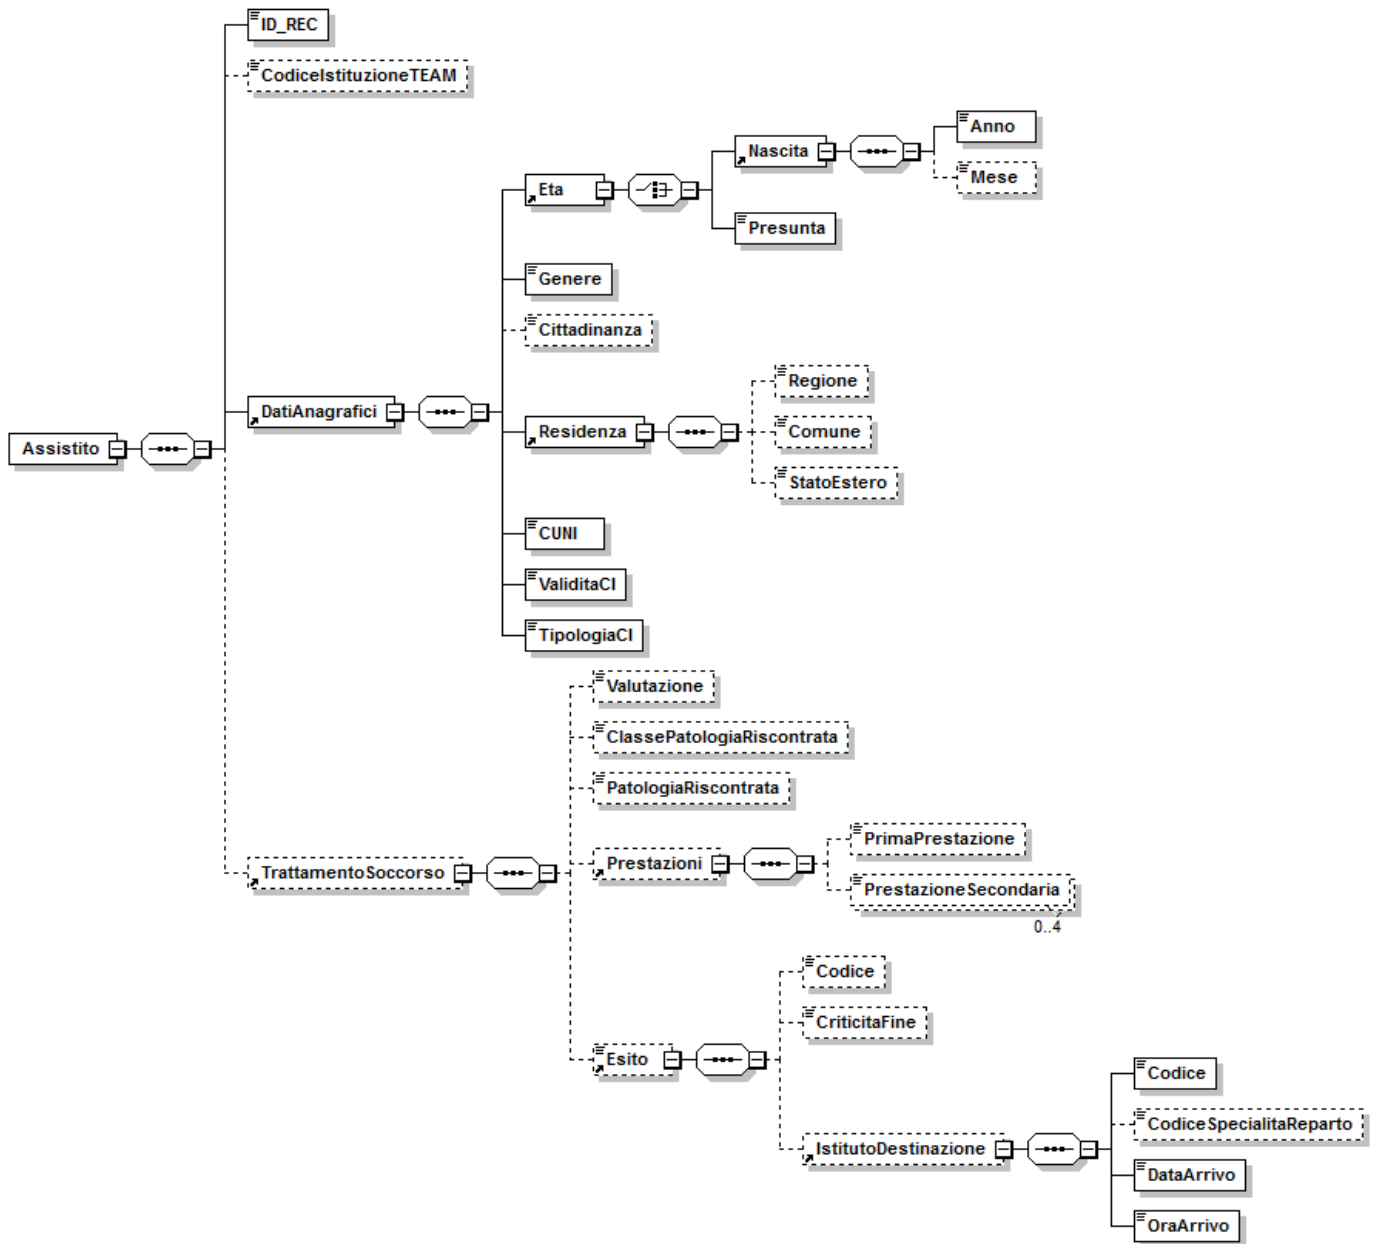 ID_REC
CodiceIstituzioneTEAM
Anno
Nascita
Mese
Eta
Presunta
Genere
Cittadinanza
Regione
DatiAnagrafici
Residenza
Comune
Assistito
StatoEstero
CUNI
ValiditaCI
TipologiaCI
Valutazione
ClassePatologiaRiscontrata
PatologiaRiscontrata
PrimaPrestazione
Prestazioni
TrattamentoSoccorso
PrestazioneSecondaria
0..4
Codice
CriticitaFine
Esito
Codice
CodiceSpecialitaReparto
IstitutoDestinazione
DataArrivo
OraArrivo